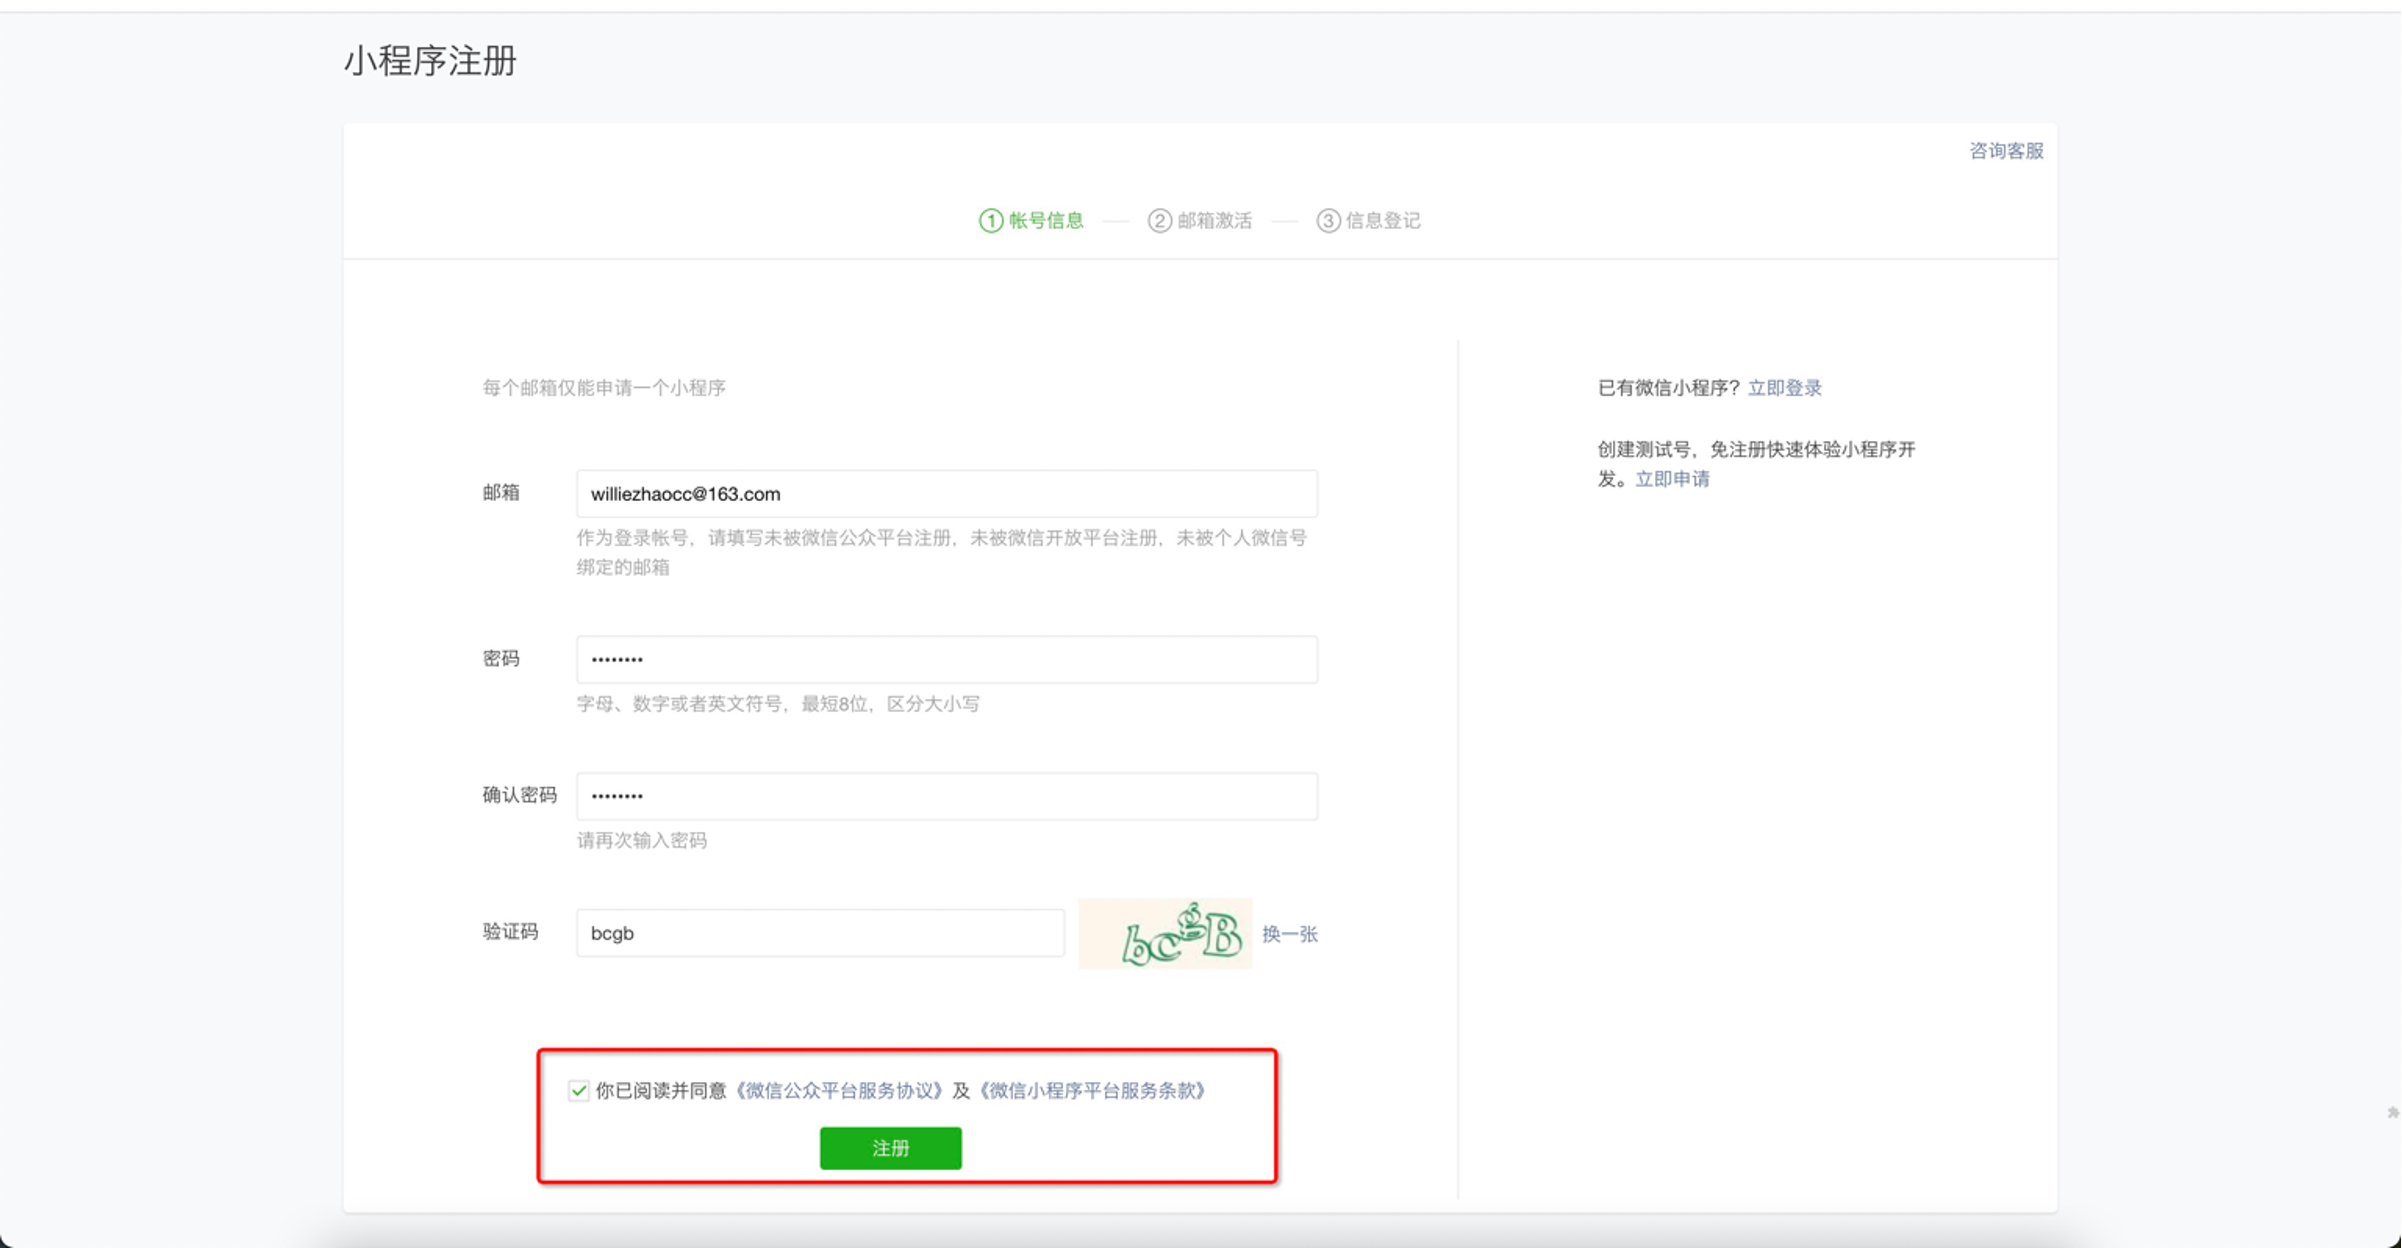 小程序注册
咨询客服
① 帐号信息 — ② 邮箱激活 — ③ 信息登记
每个邮箱仅能申请一个小程序
邮箱
williezhaocc@163.com
作为登录帐号，请填写未被微信公众平台注册，未被微信开放平台注册，未被个人微信号
绑定的邮箱
密码
••••••••
字母、数字或者英文符号，最短8位，区分大小写
确认密码
••••••••
请再次输入密码
验证码
bcgb
bcgB
换一张
你已阅读并同意《微信公众平台服务协议》及《微信小程序平台服务条款》
注册
已有微信小程序？立即登录
创建测试号，免注册快速体验小程序开
发。立即申请